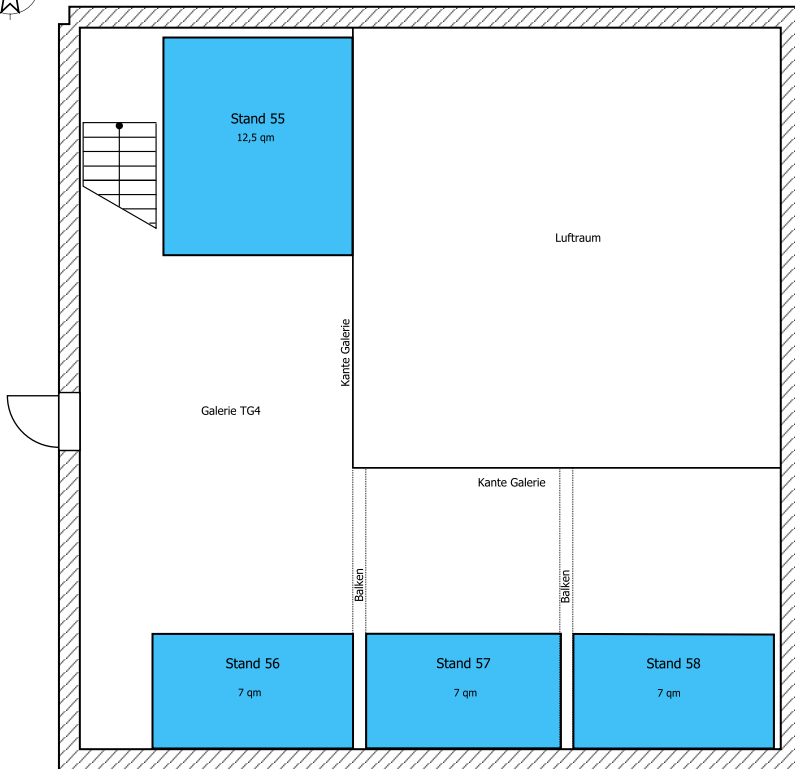 Stand 55
12,5 qm
Luftraum
Kante Galerie
Galerie TG4
Kante Galerie
Balken
Balken
Stand 56
7 qm
Stand 57
7 qm
Stand 58
7 qm